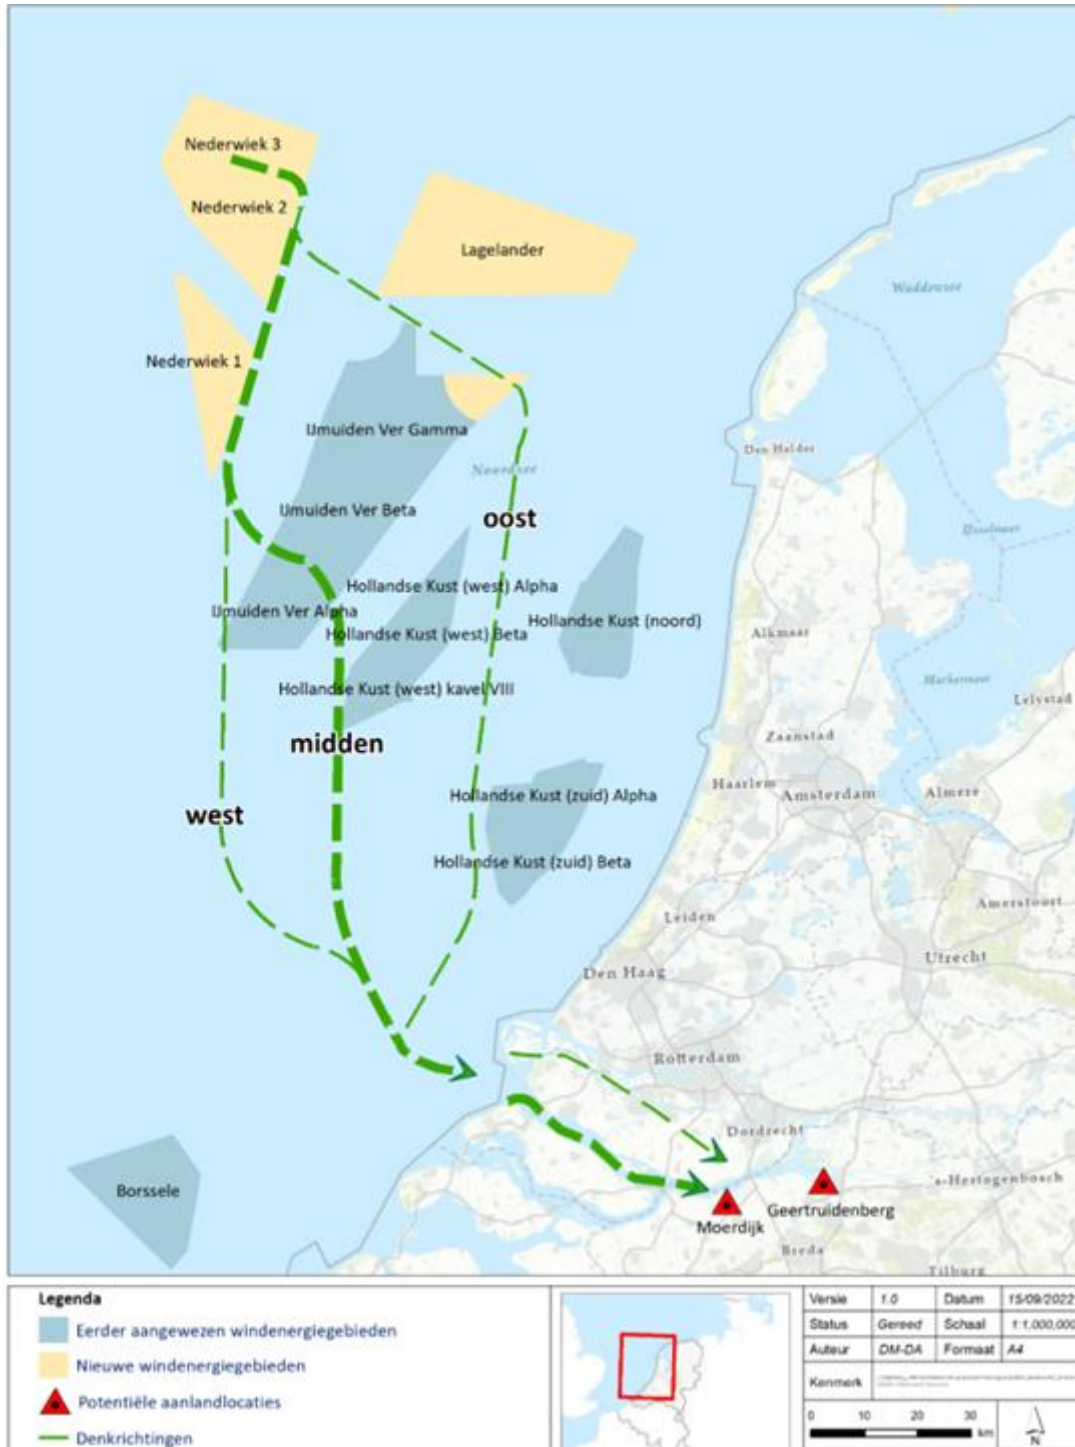 Nederwiek 3
Nederwiek 2
Lagelander
Waddenzee
Nederwiek 1
IJmuiden Ver Gamma
Den Helder
Noordzee
IJmuiden Ver Beta
oost
IJsselmeer
Hollandse Kust (west) Alpha
IJmuiden Ver Alpha
Hollandse Kust (noord)
Hollandse Kust (west) Beta
Alkmaar
Markermeer
Hollandse Kust (west) kavel VIII
Lelystad
midden
Zaanstad
Haarlem
Hollandse Kust (zuid) Alpha
Amsterdam
Almere
west
Hollandse Kust (zuid) Beta
Amersfoort
Leiden
Utrecht
Den Haag
Rotterdam
Dordrecht
Borssele
's-Hertogenbosch
Geertruidenberg
Moerdijk
Breda
Tilburg
Legenda
Eerder aangewezen windenergiegebieden
Nieuwe windenergiegebieden
Potentiële aanlandlocaties
Denkrichtingen
Versie 1.0 Datum 15/09/2022
Status Gereed Schaal 1:1,000,000
Auteur DM-DA Formaat A4
Kenmerk
0 10 20 30
km
N